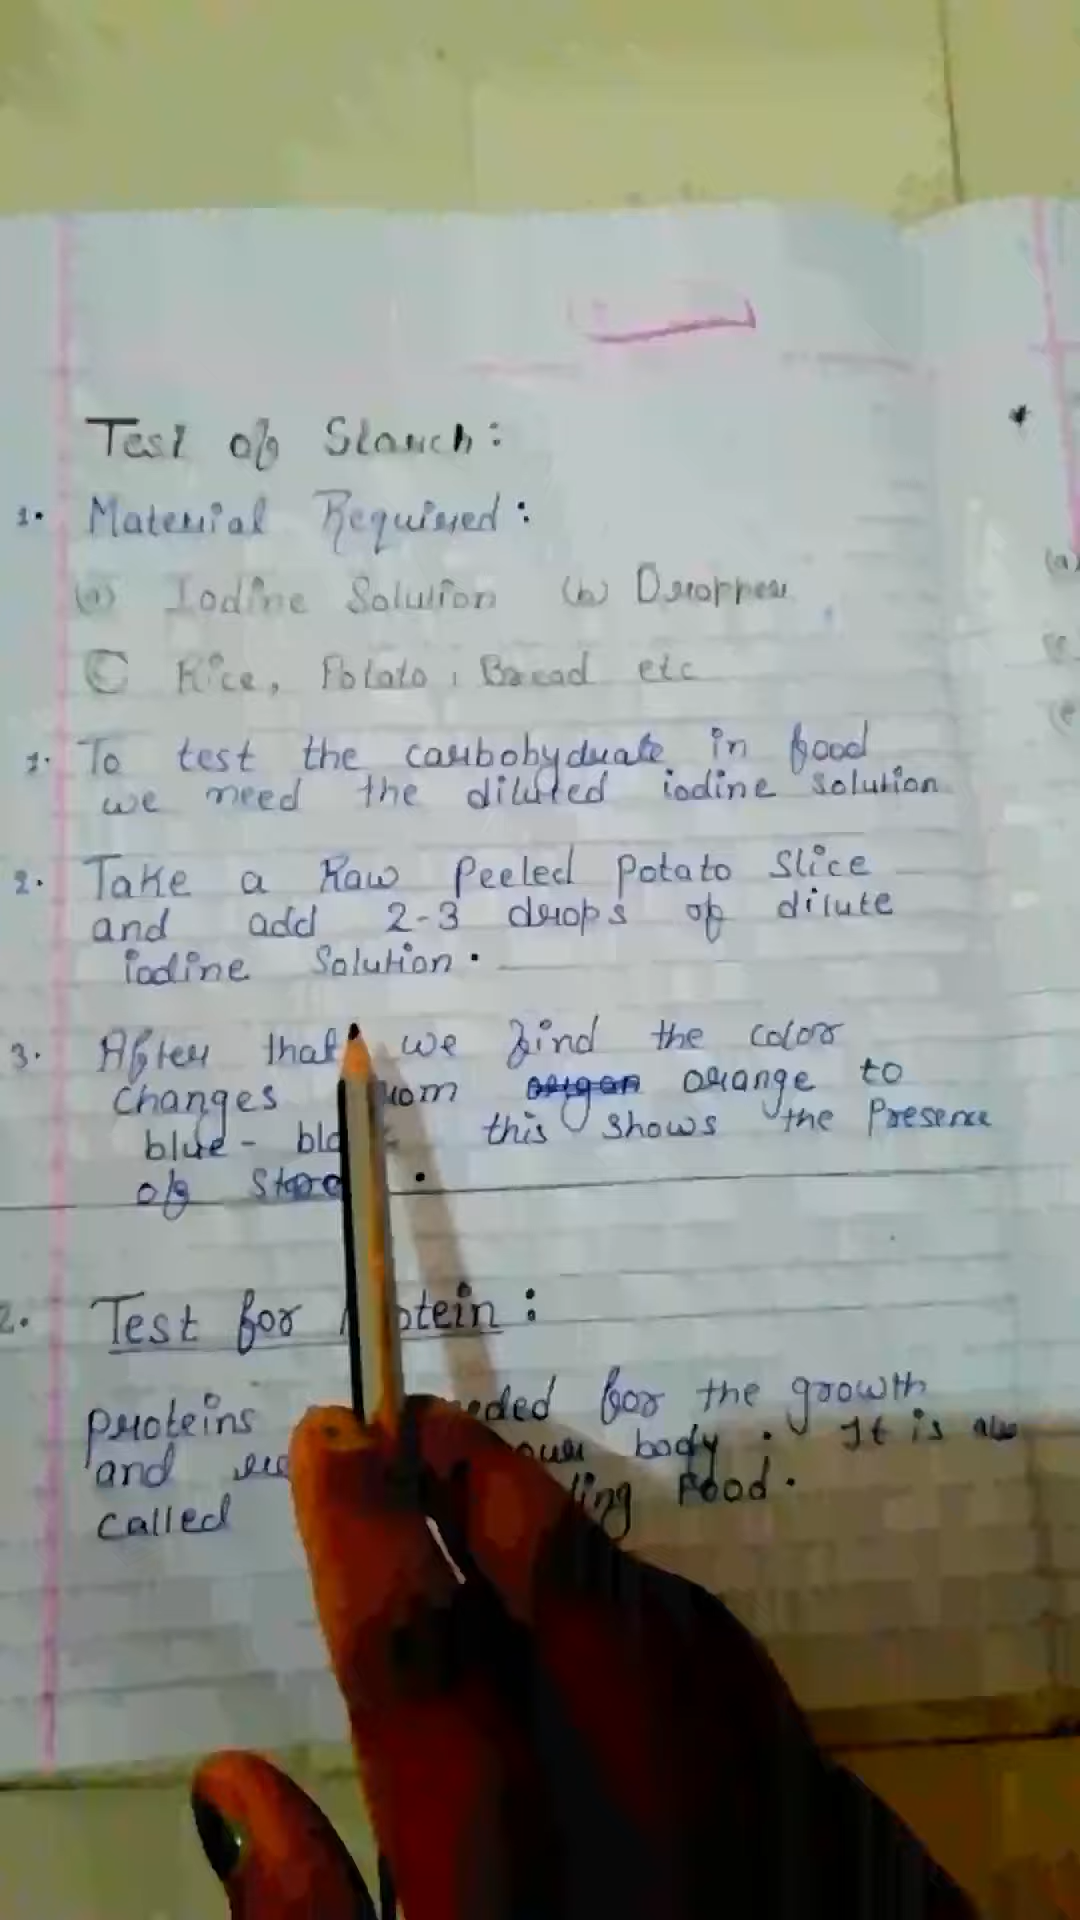 Test of Starch:
1. Material Required:
(a) Iodine Solution (b) Dropper
(c) Rice, Potato, Bread etc
1. To test the carbohydrate in food
we need the diluted iodine solution
2. Take a Raw Peeled Potato Slice
and add 2-3 drops of dilute
iodine Solution.
3. After that we find the color
changes orange to
blue- this shows the Presence
of
2. Test for :
proteins for the growth
and body. It is also
called Food.
*
(a)
(c
(e